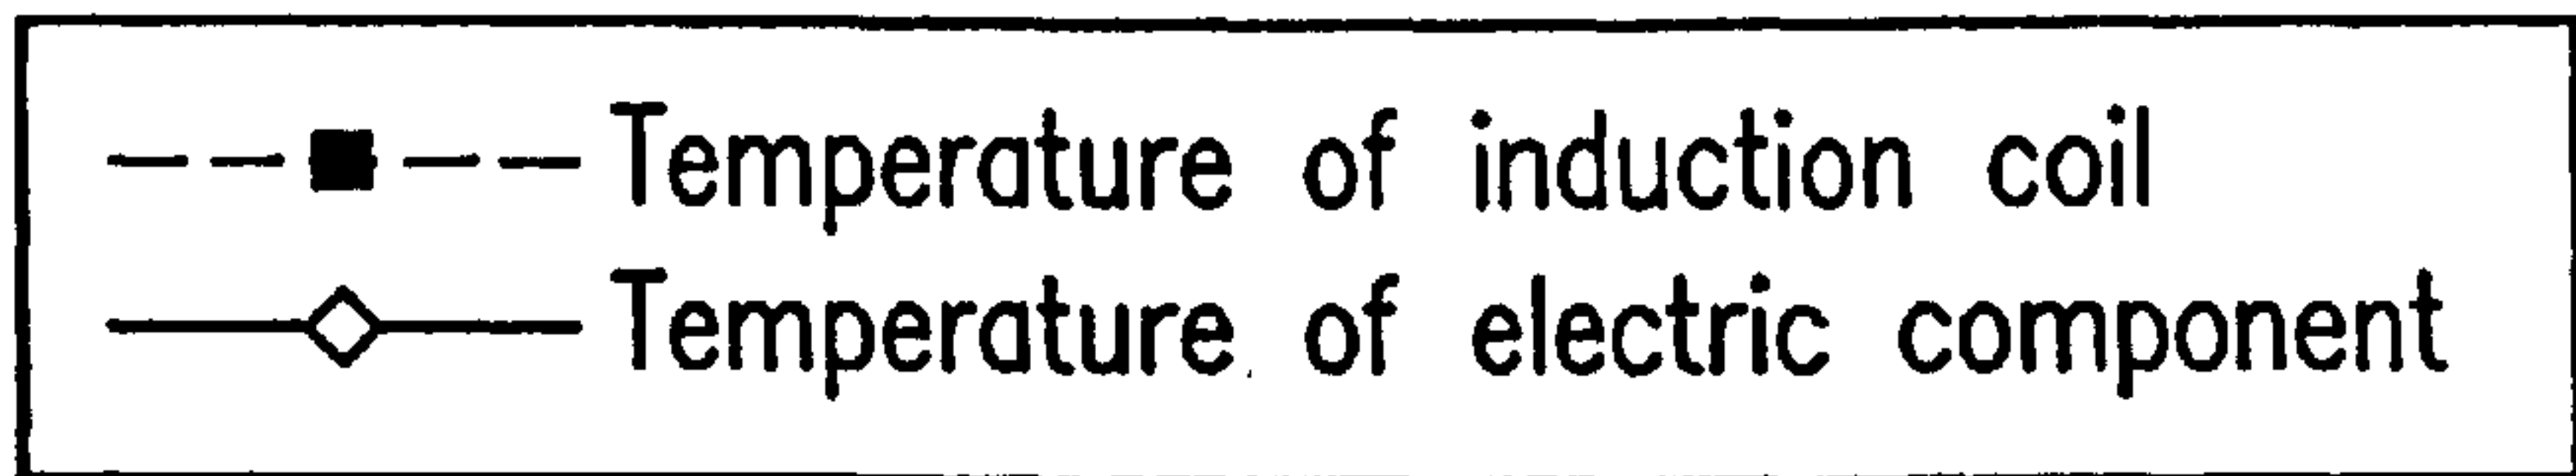 Temperature of induction coil
Temperature of electric component